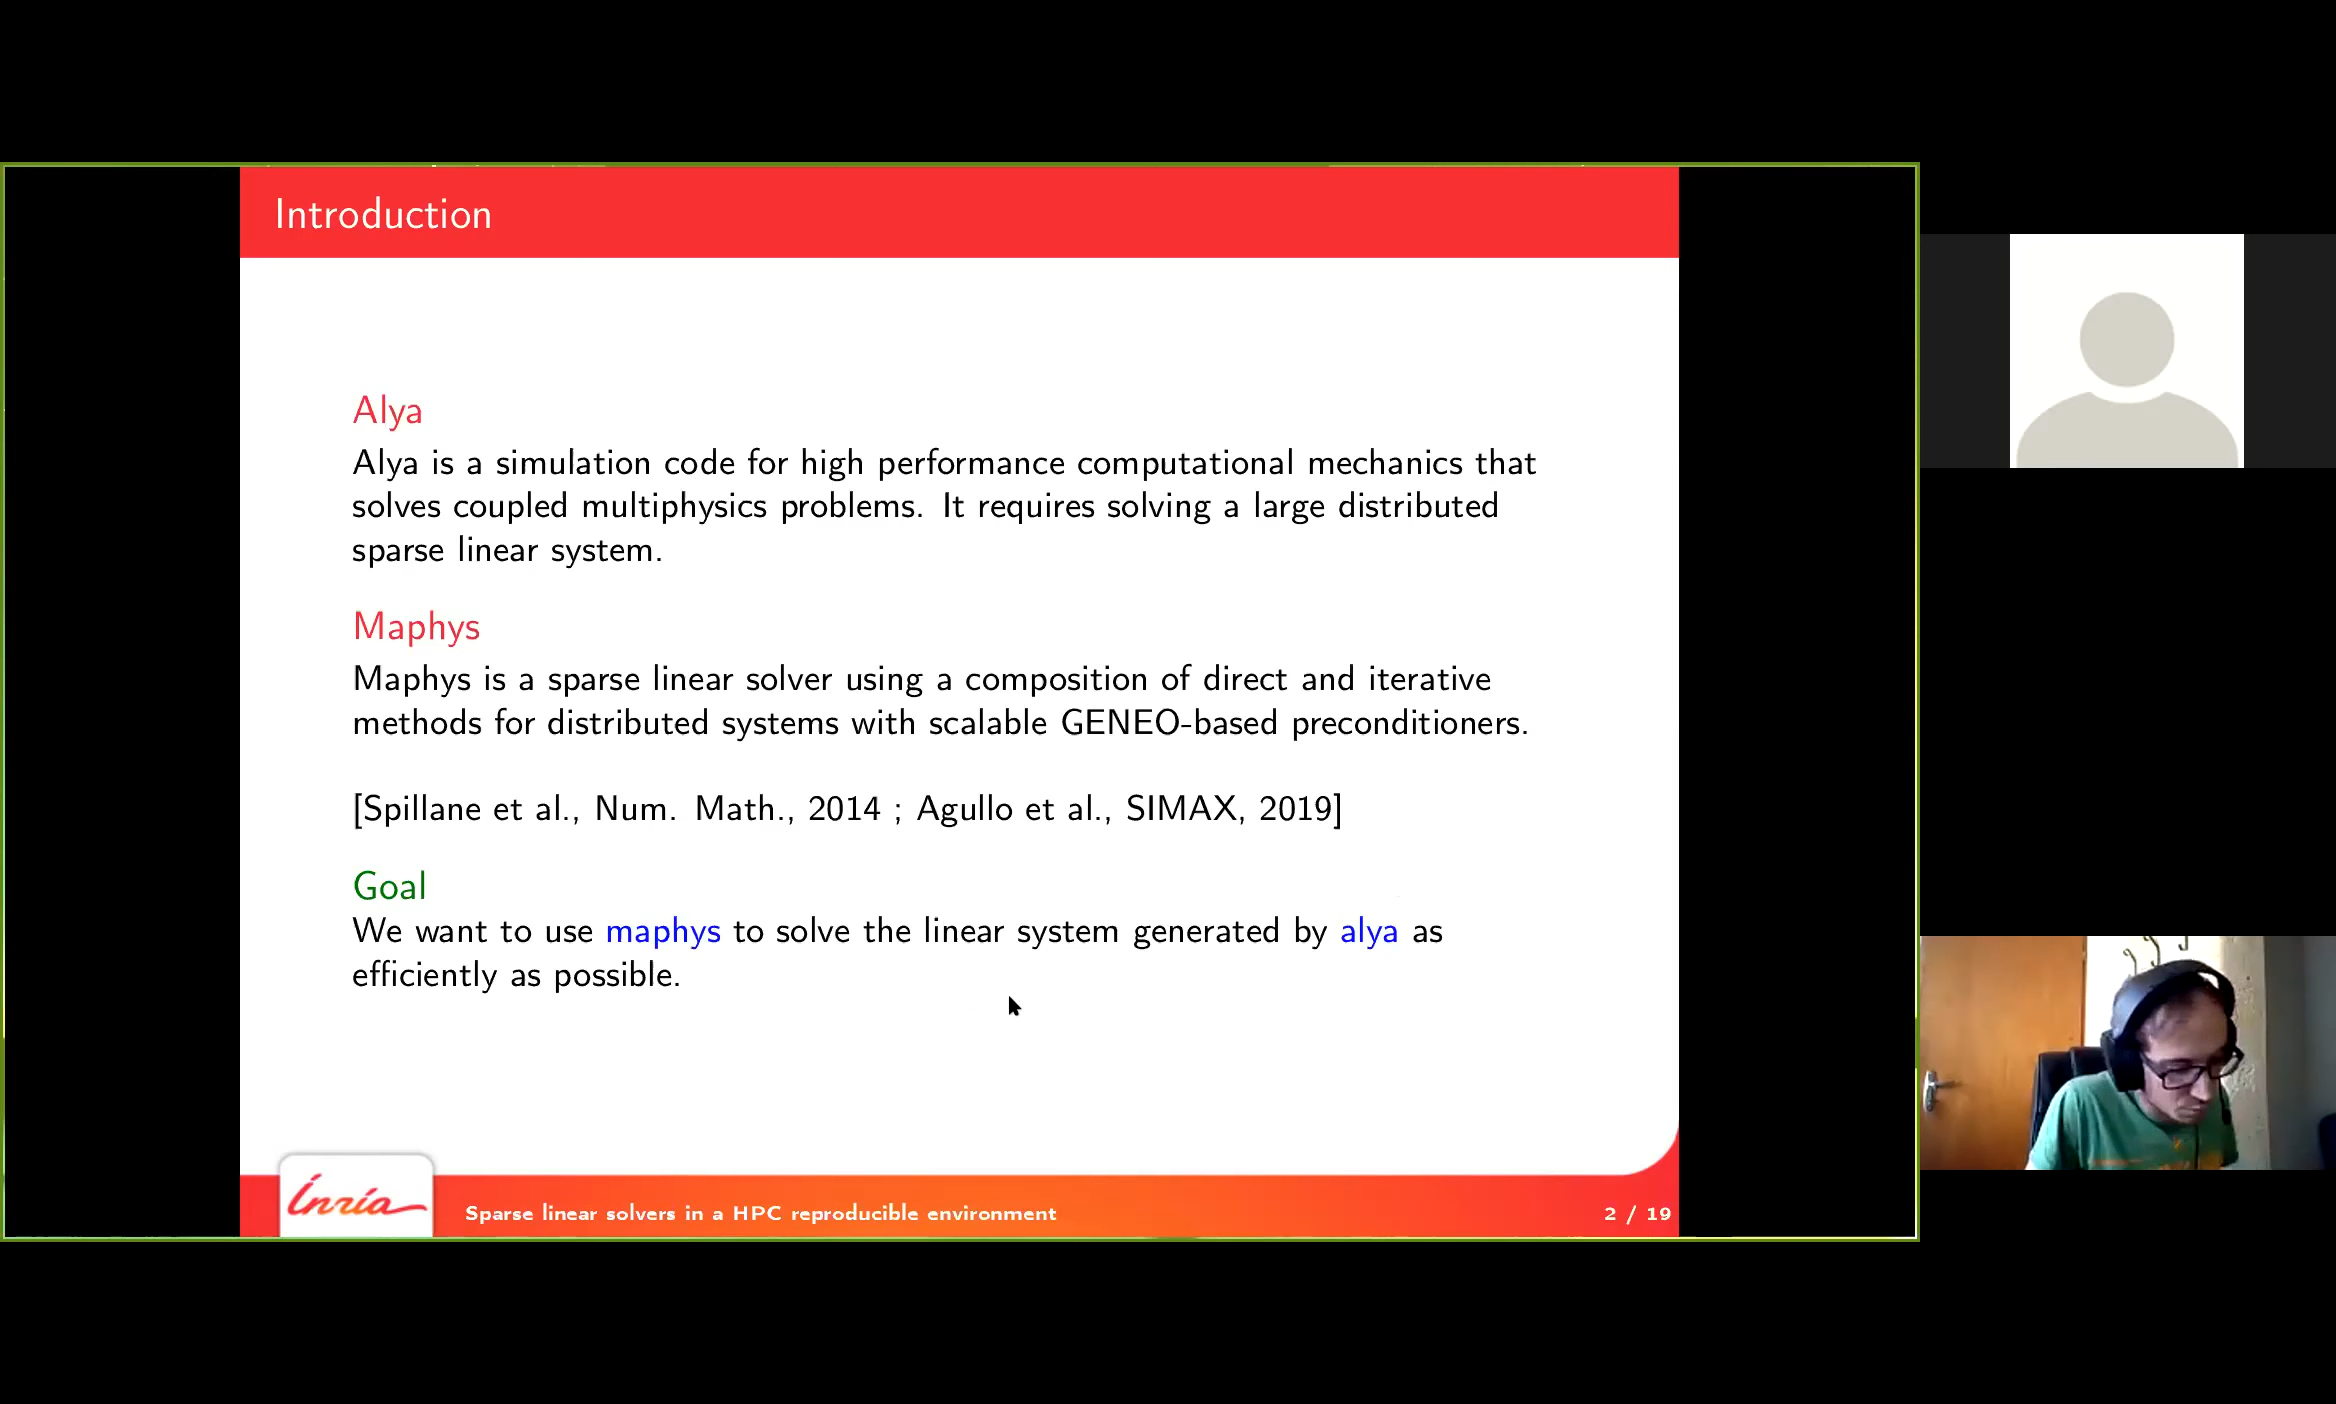 Introduction
Alya
Alya is a simulation code for high performance computational mechanics that
solves coupled multiphysics problems. It requires solving a large distributed
sparse linear system.
Maphys
Maphys is a sparse linear solver using a composition of direct and iterative
methods for distributed systems with scalable GENEO-based preconditioners.
[Spillane et al., Num. Math., 2014 ; Agullo et al., SIMAX, 2019]
Goal
We want to use maphys to solve the linear system generated by alya as
efficiently as possible.
Inria
Sparse linear solvers in a HPC reproducible environment
2 / 19